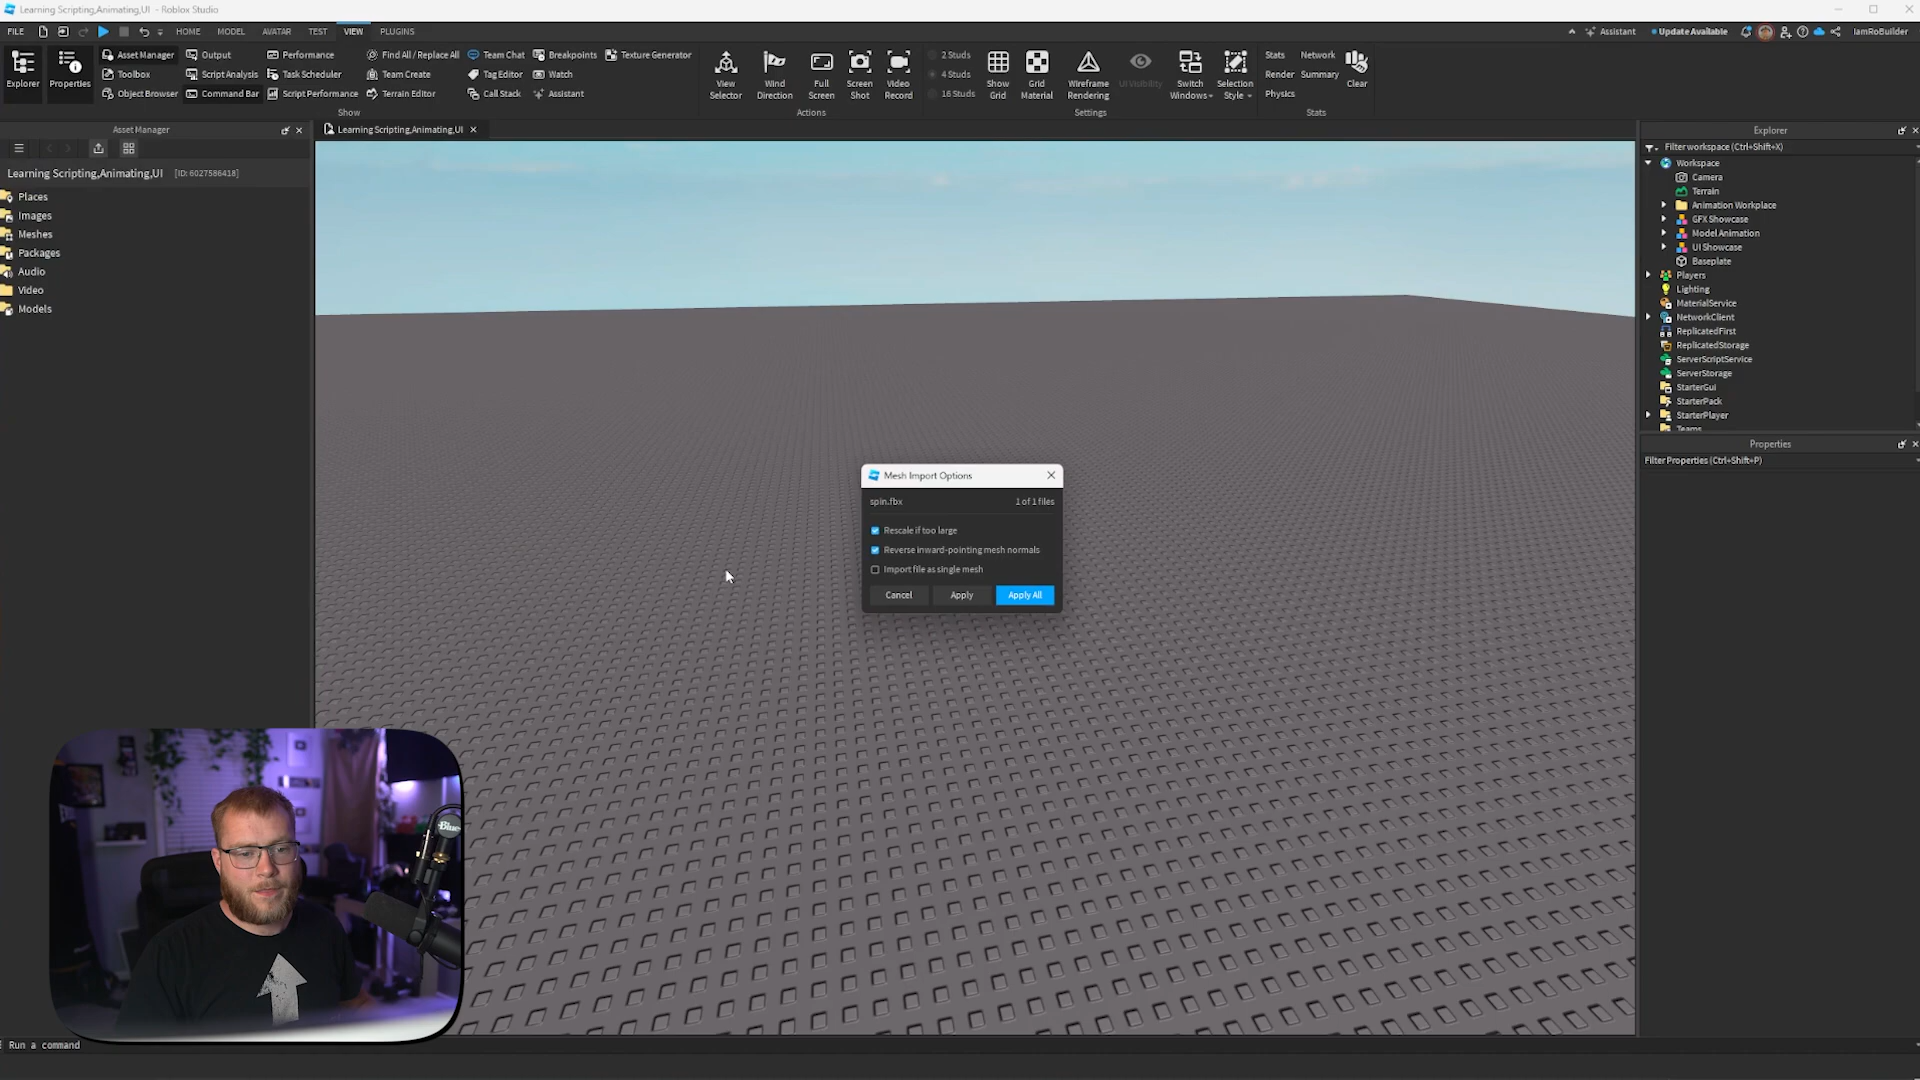 Learning Scripting,Animating,UI - Roblox Studio
FILE HOME MODEL AVATAR TEST VIEW PLUGINS Assistant Update Available IamRoBuilder
Explorer
Properties
Asset Manager
Toolbox
Object Browser
Output
Script Analysis
Command Bar
Performance
Task Scheduler
Script Performance
Find All / Replace All
Team Create
Terrain Editor
Team Chat
Tag Editor
Call Stack
Breakpoints
Watch
Assistant
Texture Generator
Show
View Selector
Wind Direction
Full Screen
Screen Shot
Video Record
Actions
2 Studs
4 Studs
16 Studs
Show Grid
Grid Material
Wireframe Rendering
UI Visibility
Switch Windows
Selection Style
Settings
Stats
Render
Physics
Network
Summary
Clear
Stats
Asset Manager
Learning Scripting,Animating,UI [ID: 6027586418]
Places
Images
Meshes
Packages
Audio
Video
Models
Learning Scripting,Animating,UI
Mesh Import Options
spin.fbx 1 of 1 files
Rescale if too large
Reverse inward-pointing mesh normals
Import file as single mesh
Cancel Apply Apply All
Explorer
Filter workspace (Ctrl+Shift+X)
Workspace
Camera
Terrain
Animation Workplace
GFX Showcase
Model Animation
UI Showcase
Baseplate
Players
Lighting
MaterialService
NetworkClient
ReplicatedFirst
ReplicatedStorage
ServerScriptService
ServerStorage
StarterGui
StarterPack
StarterPlayer
Teams
Properties
Filter Properties (Ctrl+Shift+P)
Blue
Run a command